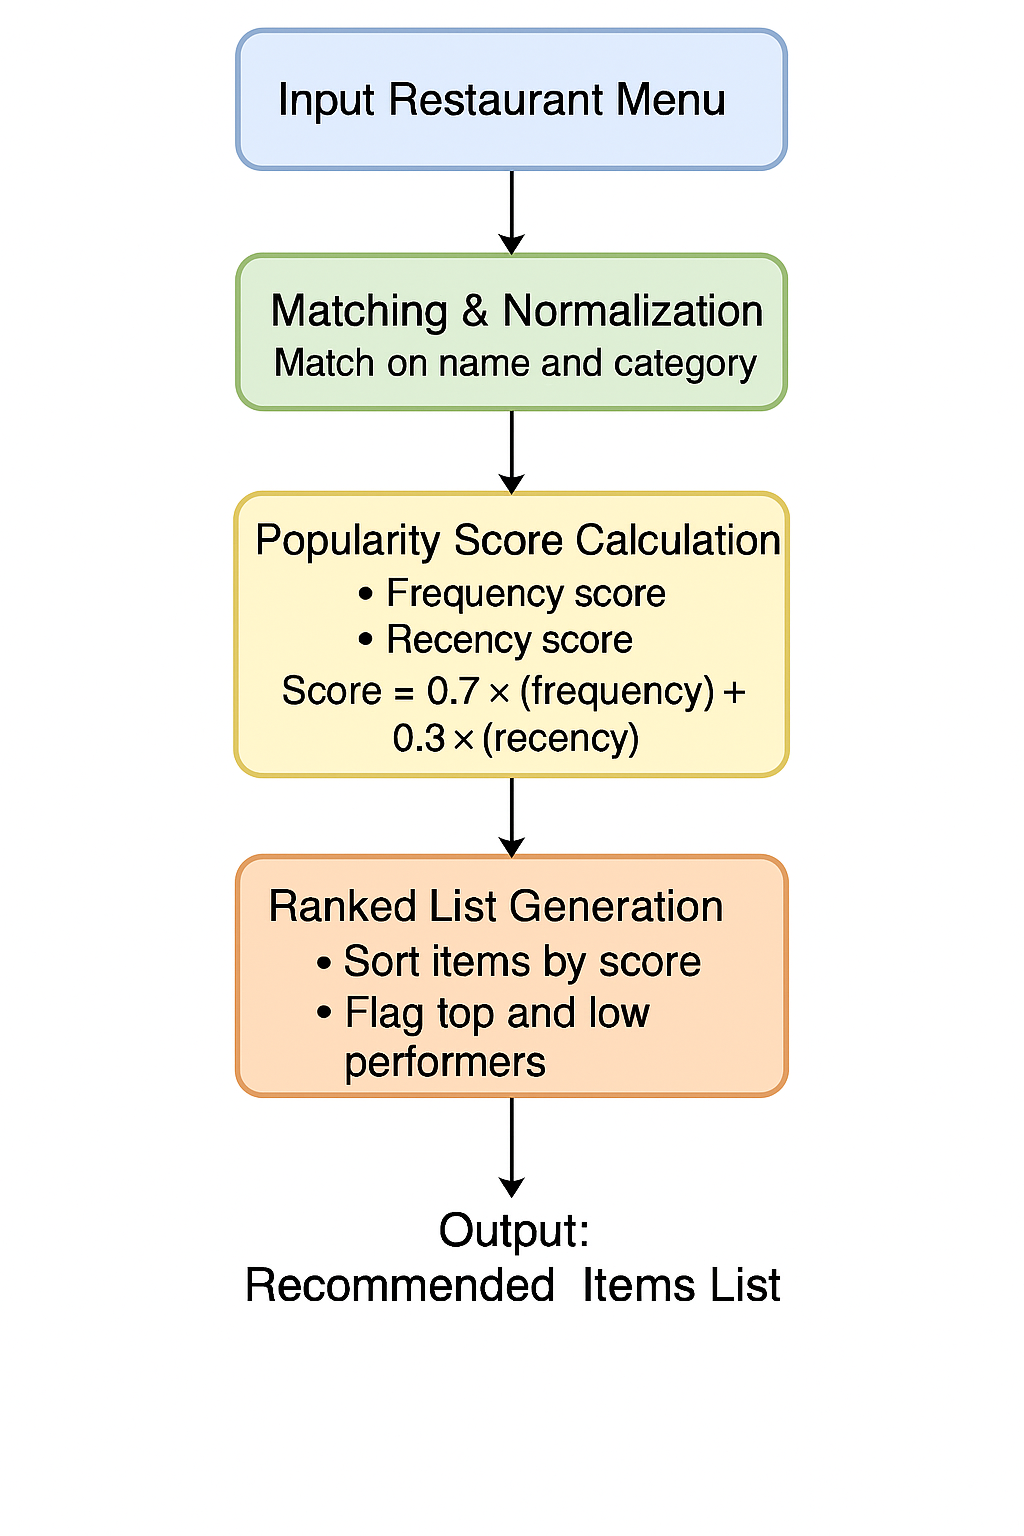 Input Restaurant Menu
Matching & Normalization
Match on name and category
Popularity Score Calculation
• Frequency score
• Recency score
Score = 0.7 × (frequency) +
0.3 × (recency)
Ranked List Generation
• Sort items by score
• Flag top and low
performers
Output:
Recommended Items List